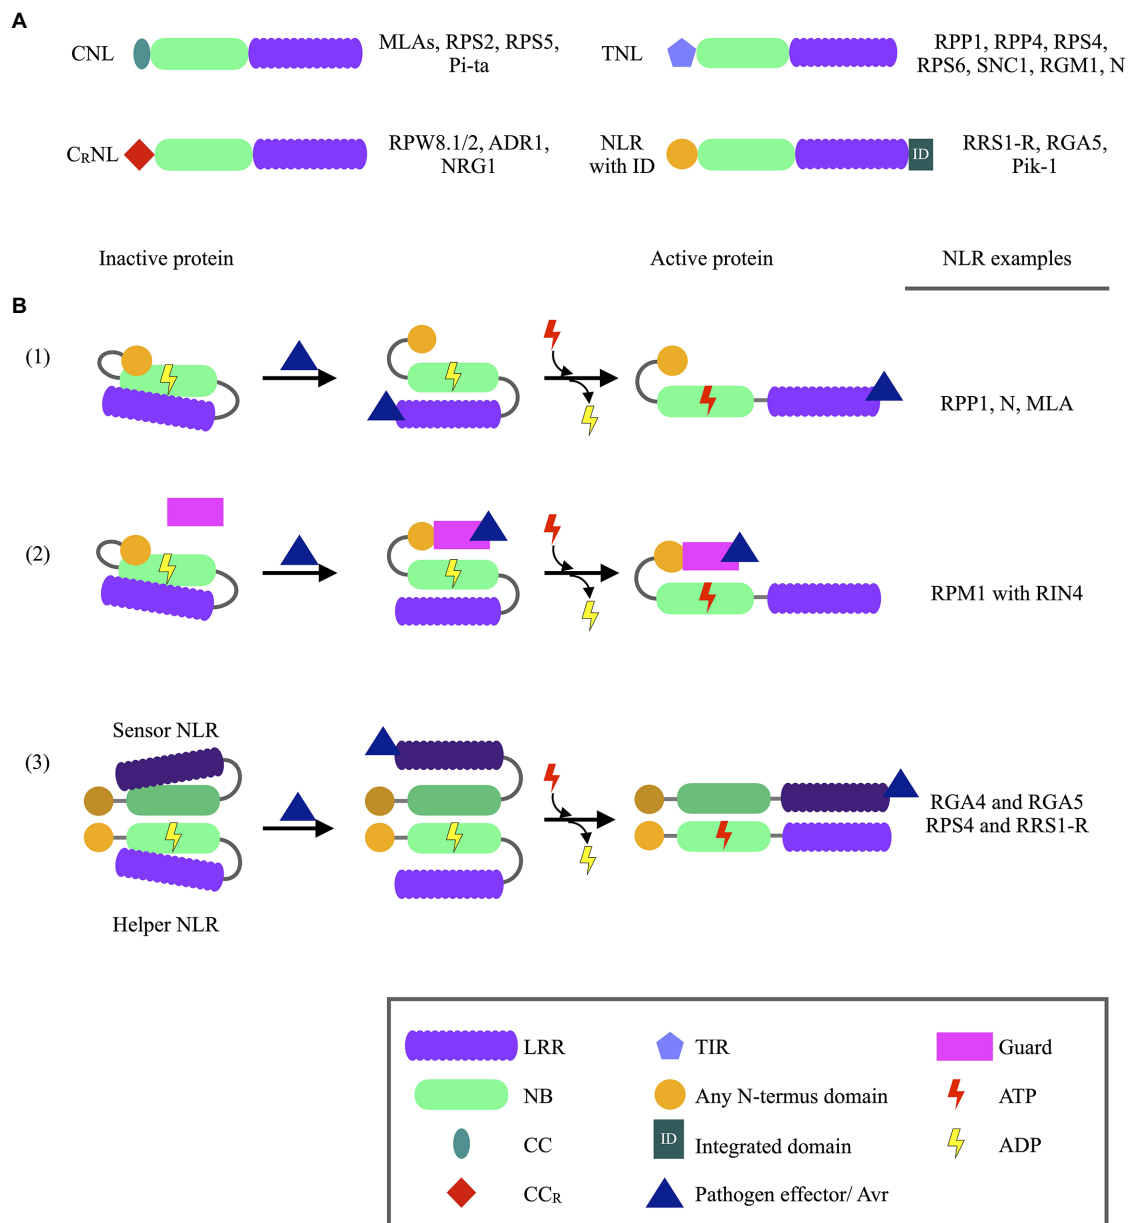 A
CNL
MLAs, RPS2, RPS5,
Pi-ta
TNL
RPP1, RPP4, RPS4,
RPS6, SNC1, RGM1, N
CRNL
RPW8.1/2, ADR1,
NRG1
NLR
with ID
ID
RRS1-R, RGA5,
Pik-1
Inactive protein
Active protein
NLR examples
B
(1)
RPP1, N, MLA
(2)
RPM1 with RIN4
(3)
Sensor NLR
Helper NLR
RGA4 and RGA5
RPS4 and RRS1-R
LRR
TIR
Guard
NB
Any N-termus domain
ATP
CC
ID
Integrated domain
ADP
CCR
Pathogen effector/ Avr